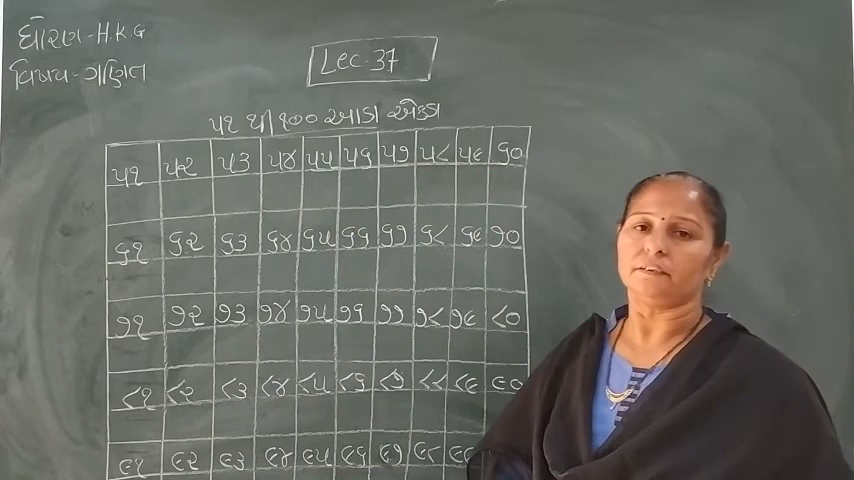 ધોરણ-H.K.G
વિષય-ગણિત
Lec-37
૫૧ થી ૧૦૦ આડા એકડા
૫૧ ૫૨ ૫૩ ૫૪ ૫૫ ૫૬ ૫૭ ૫૮ ૫૯ ૬૦
૬૧ ૬૨ ૬૩ ૬૪ ૬૫ ૬૬ ૬૭ ૬૮ ૬૯ ૭૦
૭૧ ૭૨ ૭૩ ૭૪ ૭૫ ૭૬ ૭૭ ૭૮ ૭૯ ૮૦
૮૧ ૮૨ ૮૩ ૮૪ ૮૫ ૮૬ ૮૭ ૮૮ ૮૯ ૯૦
૯૧ ૯૨ ૯૩ ૯૪ ૯૫ ૯૬ ૯૭ ૯૮ ૯૯